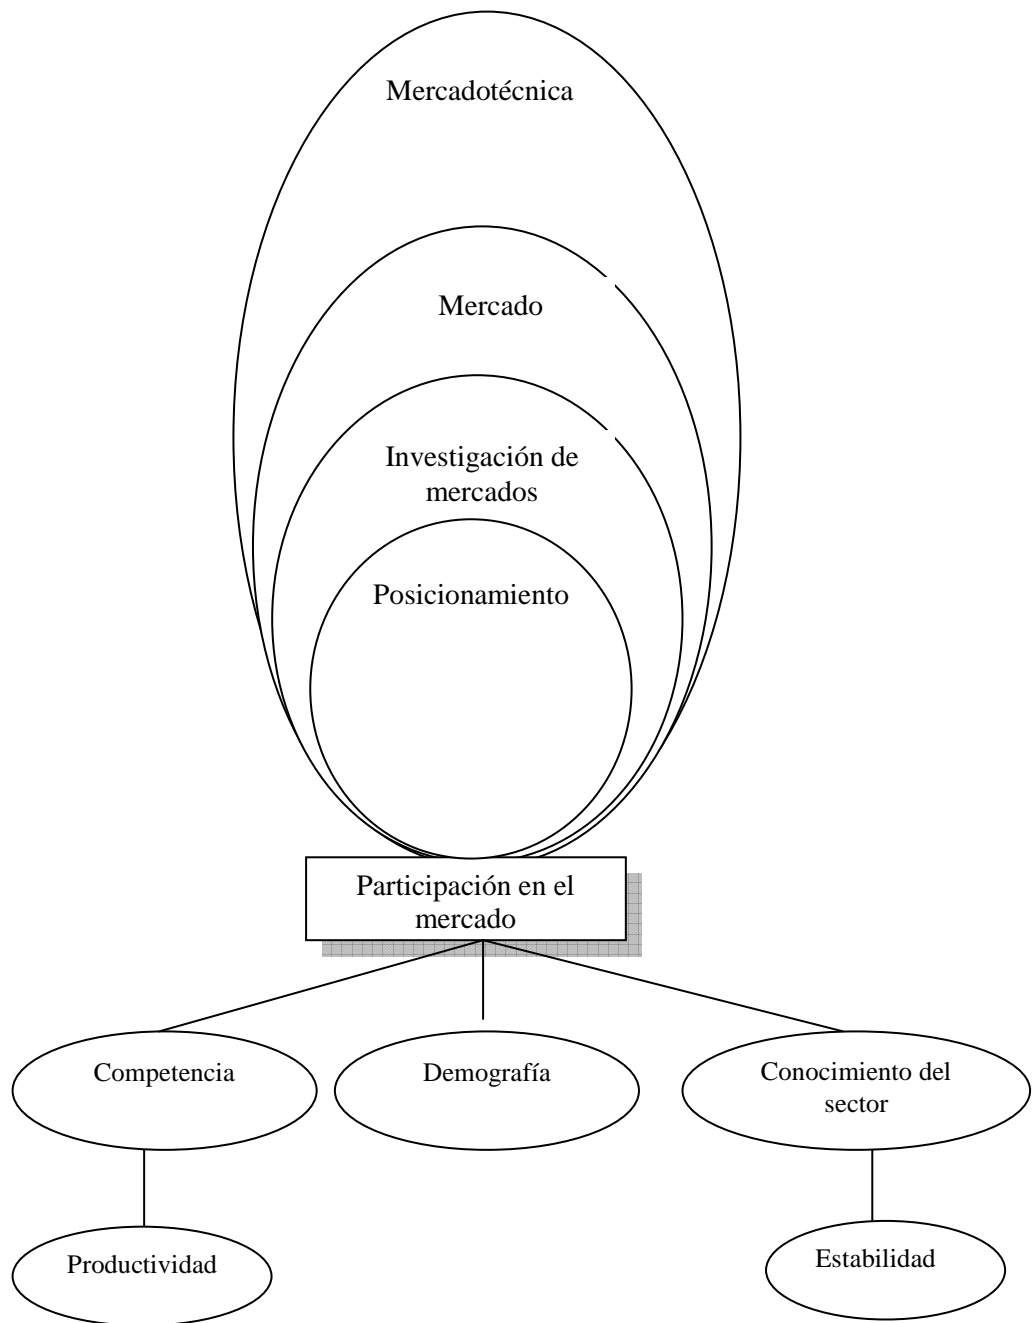 Mercadotécnica
Mercado
Investigación de
mercados
Posicionamiento
Participación en el
mercado
Competencia
Demografía
Conocimiento del
sector
Productividad
Estabilidad